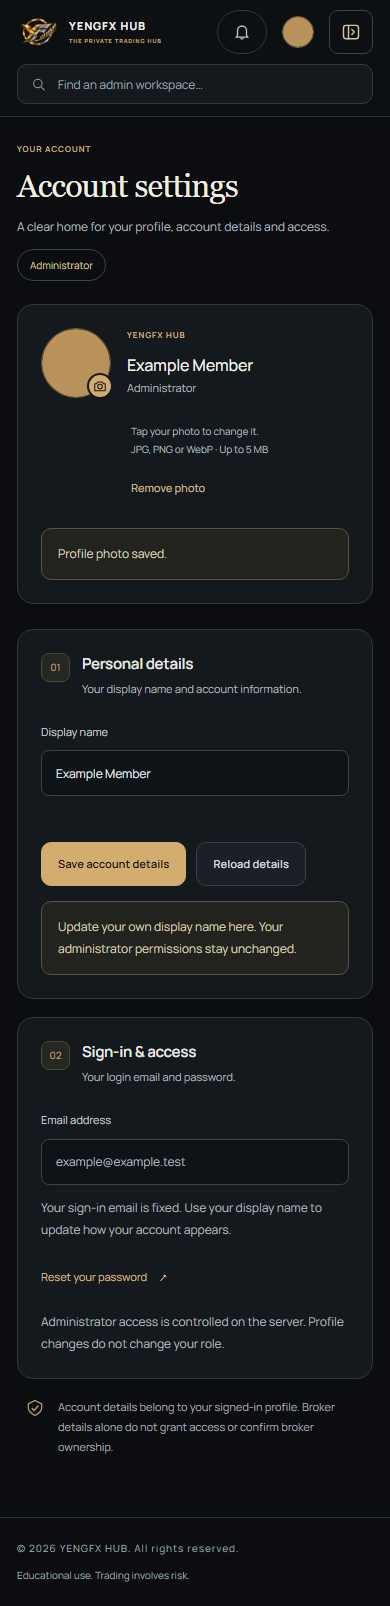 YENGFX HUB
THE PRIVATE TRADING HUB
Find an admin workspace...
YOUR ACCOUNT
Account settings
A clear home for your profile, account details and access.
Administrator
YENGFX HUB
Example Member
Administrator
Tap your photo to change it.
JPG, PNG or WebP · Up to 5 MB
Remove photo
Profile photo saved.
01
Personal details
Your display name and account information.
Display name
Example Member
Save account details
Reload details
Update your own display name here. Your
administrator permissions stay unchanged.
02
Sign-in & access
Your login email and password.
Email address
example@example.test
Your sign-in email is fixed. Use your display name to
update how your account appears.
Reset your password ↗
Administrator access is controlled on the server. Profile
changes do not change your role.
Account details belong to your signed-in profile. Broker
details alone do not grant access or confirm broker
ownership.
© 2026 YENGFX HUB. All rights reserved.
Educational use. Trading involves risk.